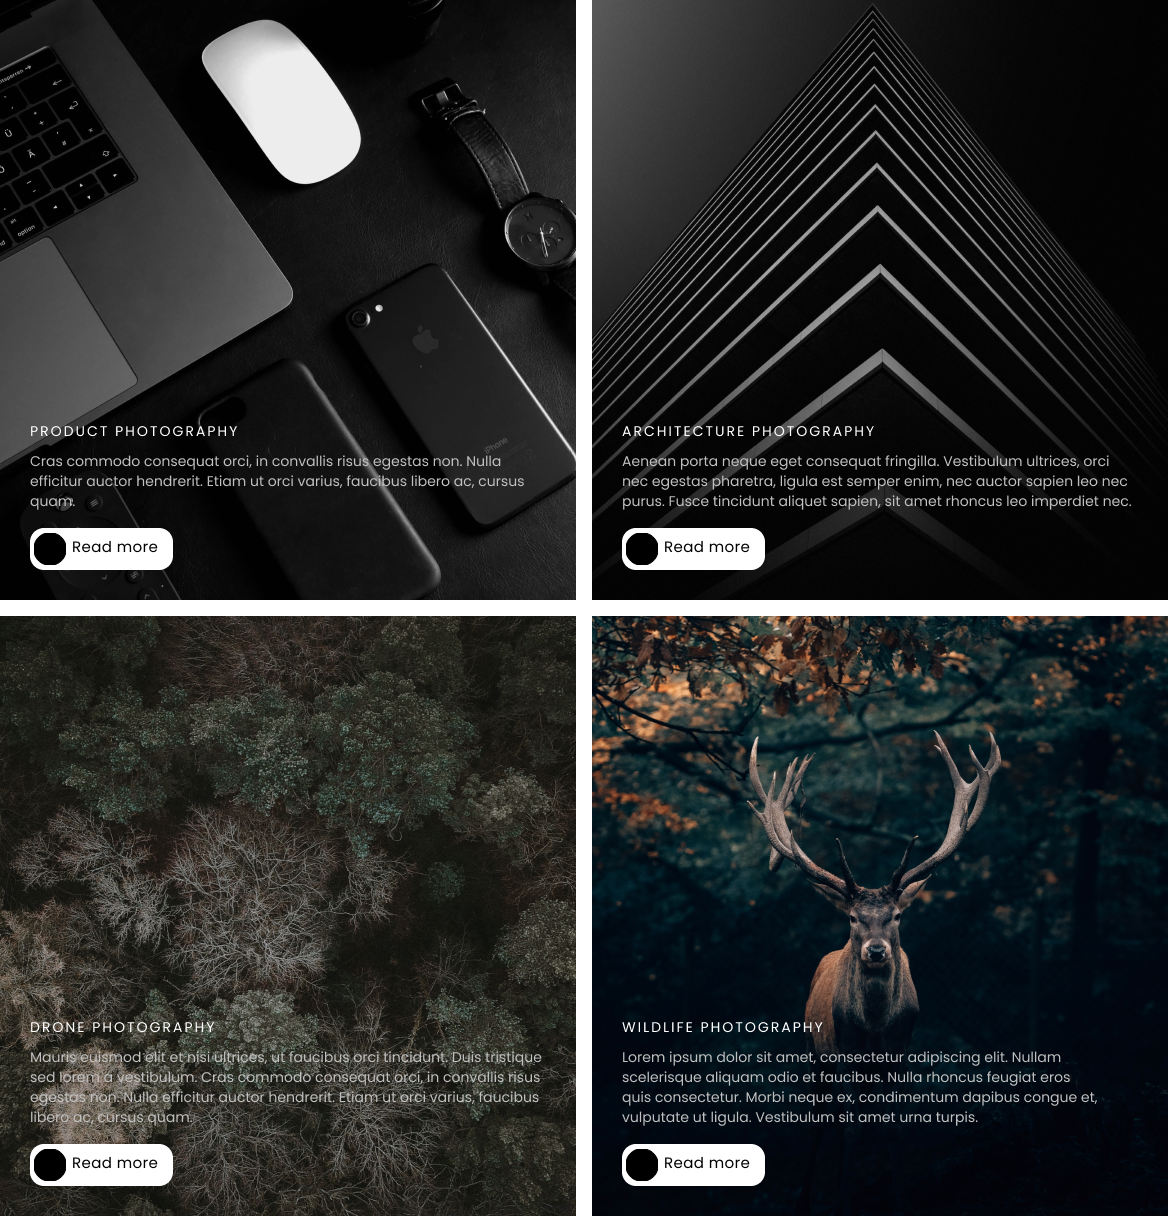 option
iPhone
PRODUCT PHOTOGRAPHY
Cras commodo consequat orci, in convallis risus egestas non. Nulla
efficitur auctor hendrerit. Etiam ut orci varius, faucibus libero ac, cursus
quam.
Read more
ARCHITECTURE PHOTOGRAPHY
Aenean porta neque eget consequat fringilla. Vestibulum ultrices, orci
nec egestas pharetra, ligula est semper enim, nec auctor sapien leo nec
purus. Fusce tincidunt aliquet sapien, sit amet rhoncus leo imperdiet nec.
Read more
DRONE PHOTOGRAPHY
Mauris euismod elit et nisi ultrices, ut faucibus orci tincidunt. Duis tristique
sed lorem a vestibulum. Cras commodo consequat orci, in convallis risus
egestas non. Nulla efficitur auctor hendrerit. Etiam ut orci varius, faucibus
libero ac, cursus quam.
Read more
WILDLIFE PHOTOGRAPHY
Lorem ipsum dolor sit amet, consectetur adipiscing elit. Nullam
scelerisque aliquam odio et faucibus. Nulla rhoncus feugiat eros
quis consectetur. Morbi neque ex, condimentum dapibus congue et,
vulputate ut ligula. Vestibulum sit amet urna turpis.
Read more